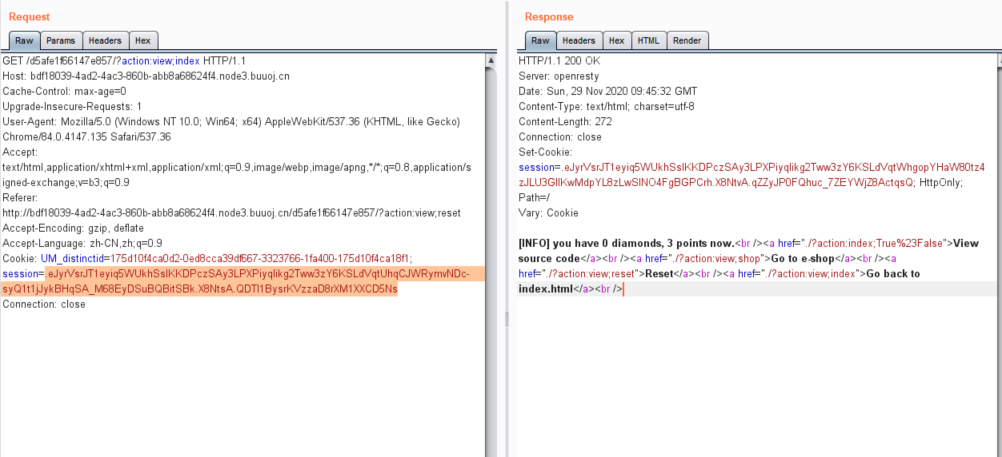 Request
Raw Params Headers Hex
GET /d5afe1f66147e857/?action:view;index HTTP/1.1
Host: bdf18039-4ad2-4ac3-860b-abb8a68624f4.node3.buuoj.cn
Cache-Control: max-age=0
Upgrade-Insecure-Requests: 1
User-Agent: Mozilla/5.0 (Windows NT 10.0; Win64; x64) AppleWebKit/537.36 (KHTML, like Gecko)
Chrome/84.0.4147.135 Safari/537.36
Accept:
text/html,application/xhtml+xml,application/xml;q=0.9,image/webp,image/apng,*/*;q=0.8,application/s
igned-exchange;v=b3;q=0.9
Referer:
http://bdf18039-4ad2-4ac3-860b-abb8a68624f4.node3.buuoj.cn/d5afe1f66147e857/?action:view;reset
Accept-Encoding: gzip, deflate
Accept-Language: zh-CN,zh;q=0.9
Cookie: UM_distinctid=175d10f4ca0d2-0ed8cca39df667-3323766-1fa400-175d10f4ca18f1;
session=.eJyrVsrJT1eyiq5WUkhSslKKDPczSAy3LPXPiyqlikg2Tww3zY6KSLdVqtUhqCJWRymvNDc-
syQ1t1jJykBHqSA_M68EyDSuBQBitSBk.X8NtsA.QDTl1BysrKVzzaD8rXM1XXCD5Ns
Connection: close
Response
Raw Headers Hex HTML Render
HTTP/1.1 200 OK
Server: openresty
Date: Sun, 29 Nov 2020 09:45:32 GMT
Content-Type: text/html; charset=utf-8
Content-Length: 272
Connection: close
Set-Cookie:
session=.eJyrVsrJT1eyiq5WUkhSslKKDPczSAy3LPXPiyqlikg2Tww3zY6KSLdVqtWhgopYHaW80tz4
zJLU3GIlKwMdpYL8zLwSINO4FgBGPCrh.X8NtvA.qZZyJP0FQhuc_7ZEYWjZ8ActqsQ; HttpOnly;
Path=/
Vary: Cookie
[INFO] you have 0 diamonds, 3 points now.<br /><a href="./?action:index;True%23False">View
source code</a><br /><a href="./?action:view;shop">Go to e-shop</a><br /><a
href="./?action:view;reset">Reset</a><br /><a href="./?action:view;index">Go back to
index.html</a><br />